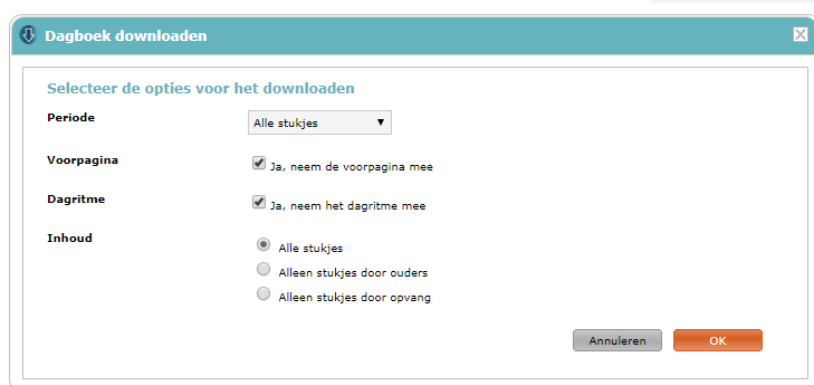 Dagboek downloaden
Selecteer de opties voor het downloaden
Periode
Alle stukjes
Voorpagina
Ja, neem de voorpagina mee
Dagritme
Ja, neem het dagritme mee
Inhoud
Alle stukjes
Alleen stukjes door ouders
Alleen stukjes door opvang
Annuleren
OK